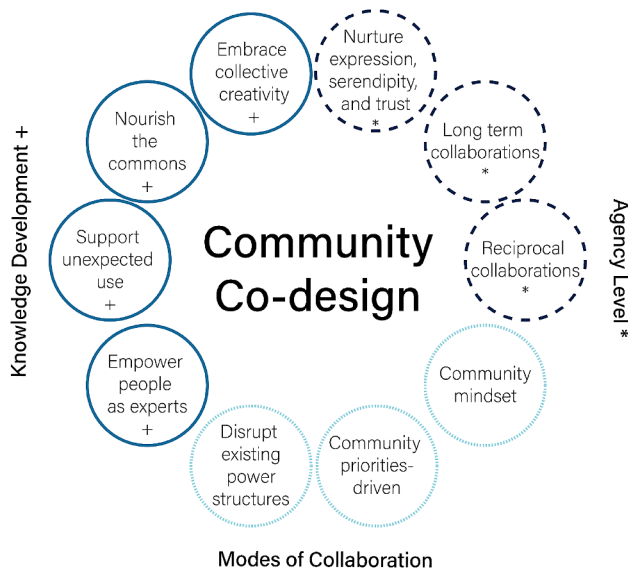 Embrace
collective
creativity
+
Nurture
expression,
serendipity,
and trust
*
Nourish
the
commons
+
Long term
collaborations
*
Knowledge Development +
Support
unexpected
use
+
Community
Co-design
Reciprocal
collaborations
*
Agency Level *
Empower
people
as experts
+
Community
mindset
Disrupt
existing
power
structures
Community
priorities-
driven
Modes of Collaboration